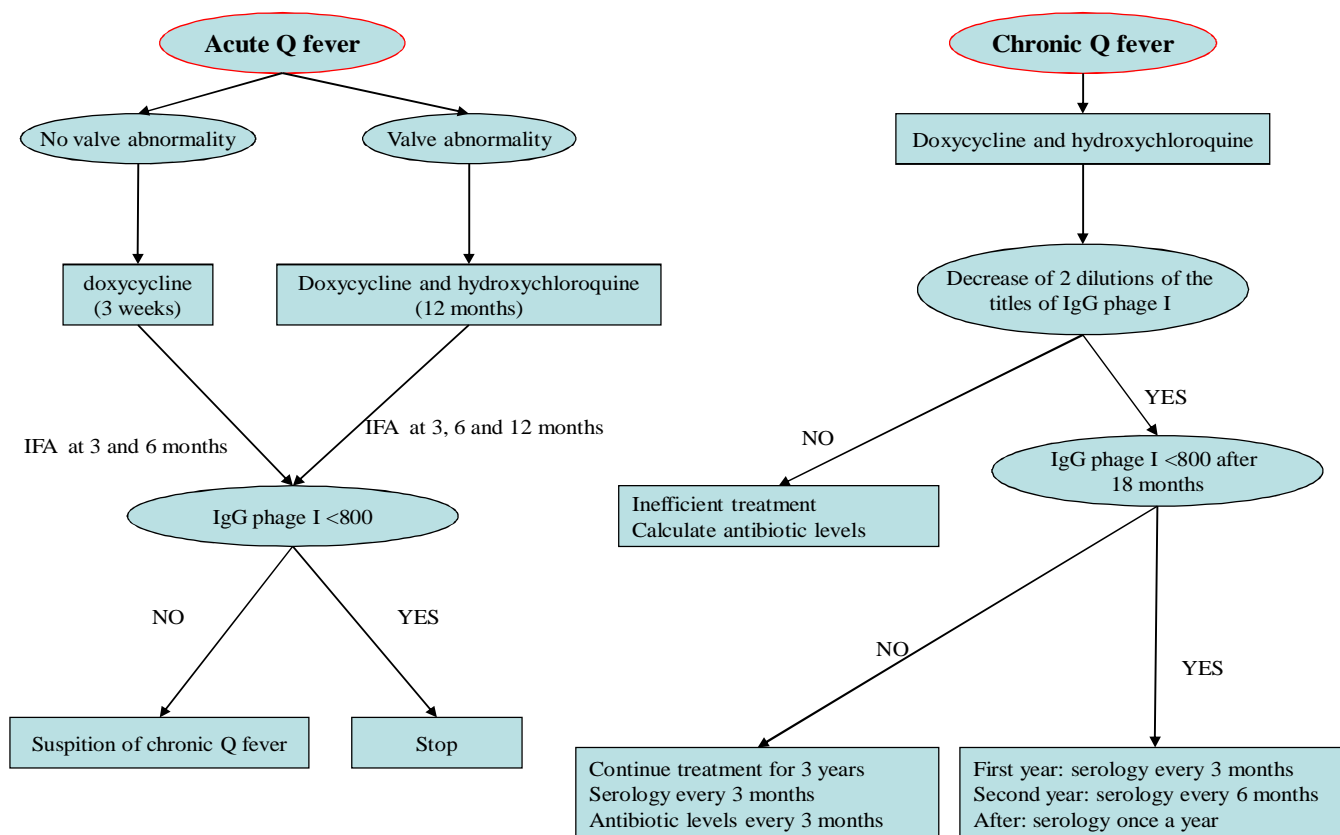 Acute Q fever
No valve abnormality
Valve abnormality
doxycycline
(3 weeks)
Doxycycline and hydroxychloroquine
(12 months)
IFA at 3 and 6 months
IFA at 3, 6 and 12 months
IgG phage I <800
NO
YES
Suspition of chronic Q fever
Stop
Chronic Q fever
Doxycycline and hydroxychloroquine
Decrease of 2 dilutions of the
titles of IgG phage I
NO
YES
Inefficient treatment
Calculate antibiotic levels
IgG phage I <800 after
18 months
NO
YES
Continue treatment for 3 years
Serology every 3 months
Antibiotic levels every 3 months
First year: serology every 3 months
Second year: serology every 6 months
After: serology once a year